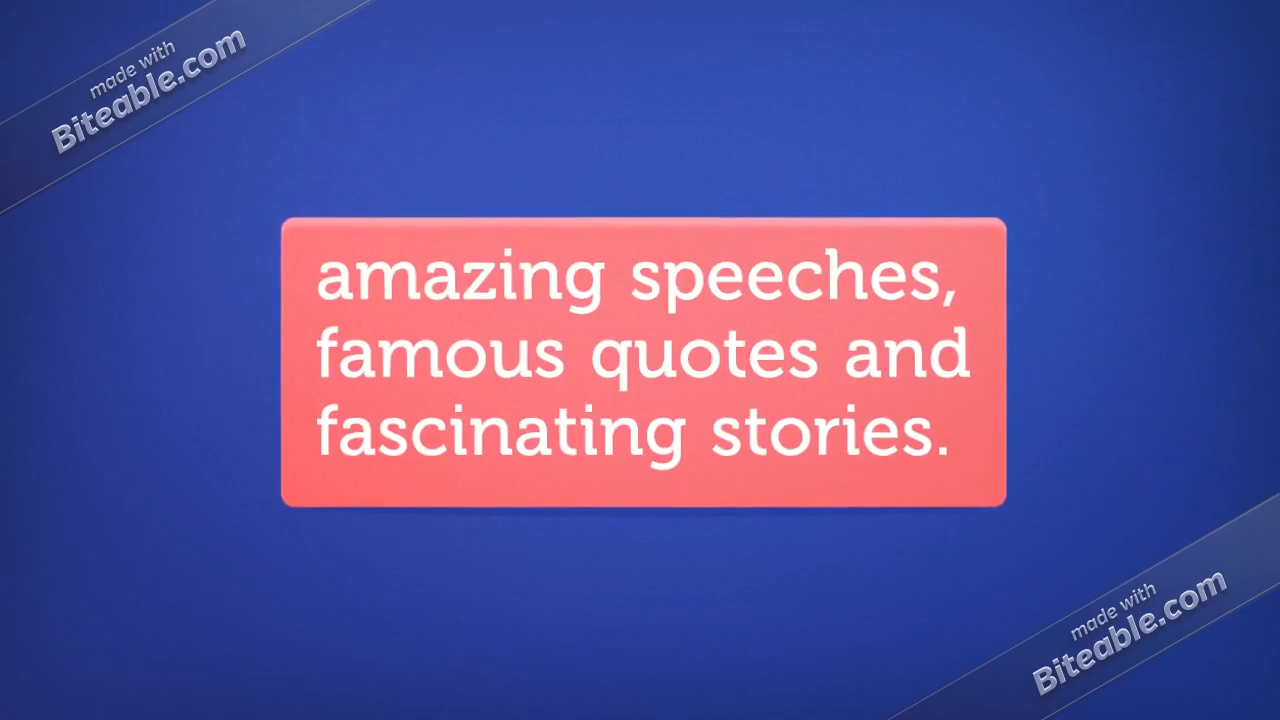 made with
Biteable.com
amazing speeches,
famous quotes and
fascinating stories.
made with
Biteable.com